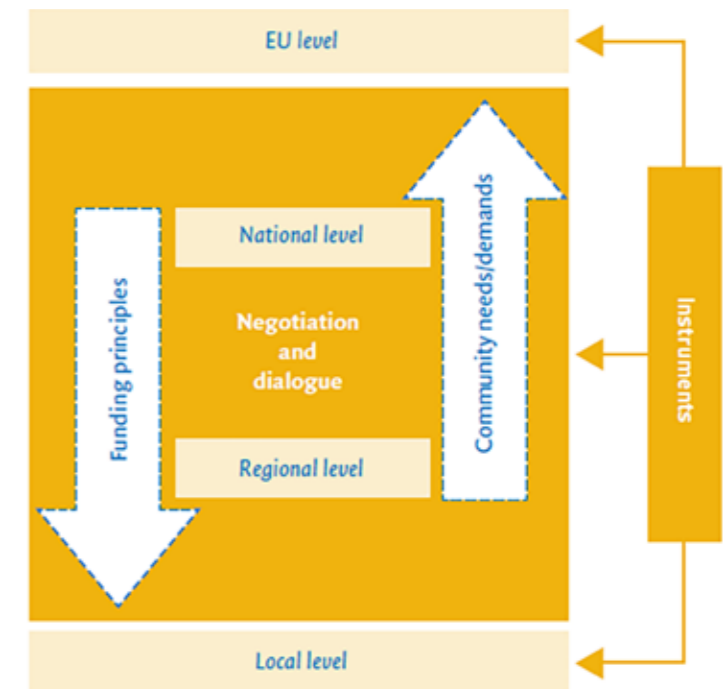 EU level
National level
Funding principles
Negotiation
and
dialogue
Community needs/demands
Instruments
Regional level
Local level